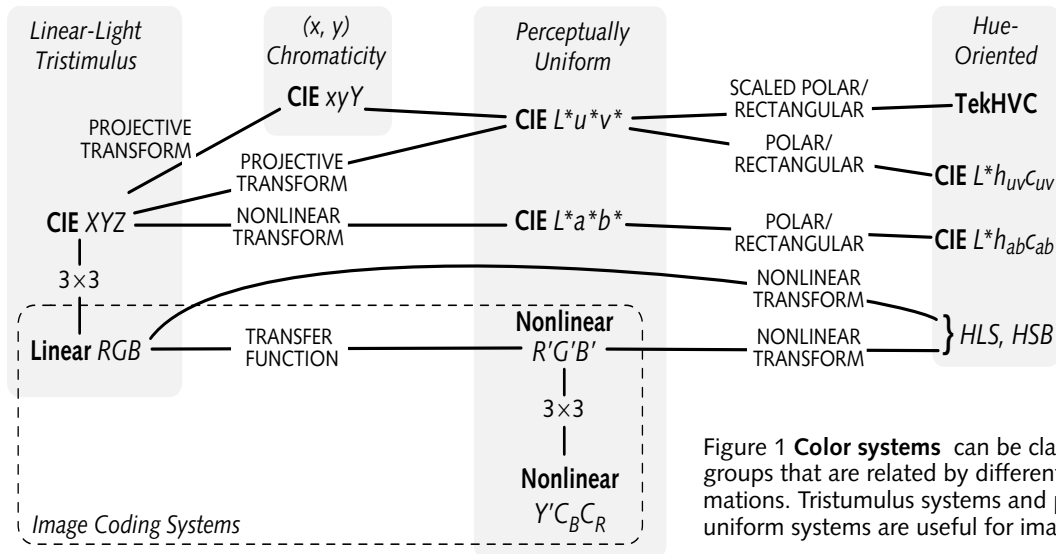 Linear-Light
Tristimulus
(x, y)
Chromaticity
Perceptually
Uniform
Hue-
Oriented
CIE xyY
SCALED POLAR/
RECTANGULAR
TekHVC
CIE L*u*v*
PROJECTIVE
TRANSFORM
POLAR/
RECTANGULAR
PROJECTIVE
TRANSFORM
CIE L*huvcuv
CIE XYZ
NONLINEAR
TRANSFORM
CIE L*a*b*
POLAR/
RECTANGULAR
CIE L*habcab
3×3
NONLINEAR
TRANSFORM
Linear RGB
TRANSFER
FUNCTION
Nonlinear
R'G'B'
NONLINEAR
TRANSFORM
} HLS, HSB
3×3
Nonlinear
Y'CBCR
Image Coding Systems
Figure 1 Color systems can be cla
groups that are related by different
mations. Tristumulus systems and p
uniform systems are useful for ima